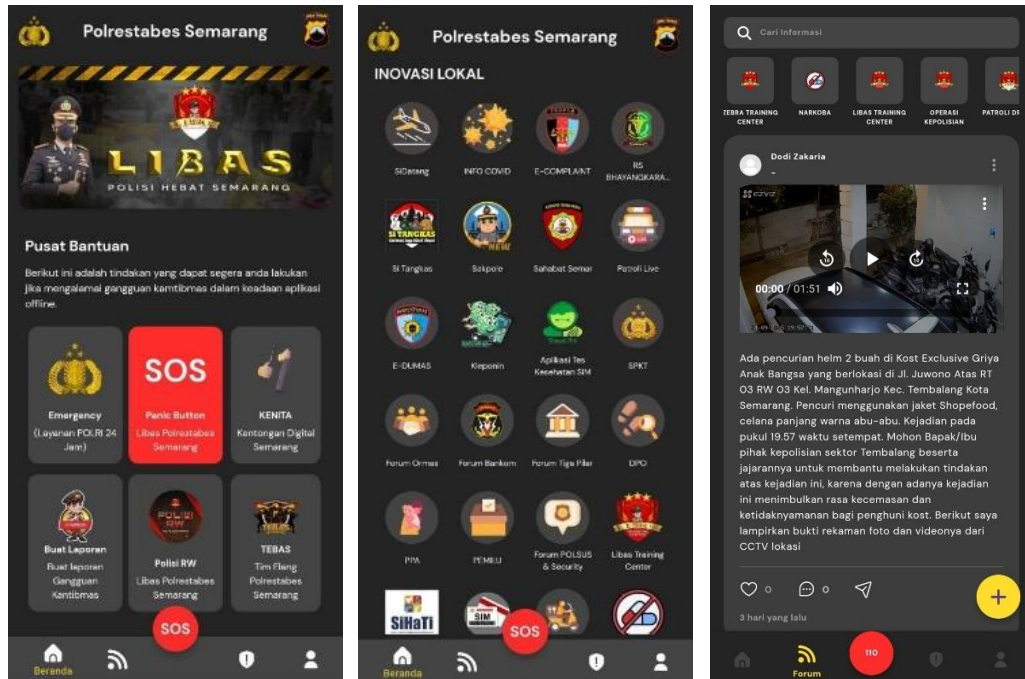 Polrestabes Semarang
LIBAS
POLISI HEBAT SEMARANG
Pusat Bantuan
Berikut ini adalah tindakan yang dapat segera anda lakukan
jika mengalami gangguan kamtibmas dalam keadaan aplikasi
offline.
Emergency
(Layanan POLRI 24
Jam)
SOS
Panic Button
Libas Polrestabes
Semarang
KENITA
Kentongan Digital
Semarang
Buat Laporan
Buat laporan
Gangguan
Kantibmas
POLISI
RW
Polisi RW
Libas Polrestabes
Semarang
TEBAS
TEBAS
Tim Elang
Polrestabes
Semarang
SOS
Beranda
Polrestabes Semarang
INOVASI LOKAL
SiDatang
INFO COVID
E-COMPLAINT
RS
BHAYANGKARA...
SI TANGKAS
Si Tangkas
Sakpole
Sahabat Semar
Patroli Live
E-DUMAS
Kleponin
Aplikasi Tes
Kesehatan SIM
SPKT
Forum Ormas
Forum Bankom
Forum Tiga Pilar
DPO
PPA
PEMILU
Forum POLSUS
& Security
Libas Training
Center
SiHaTi
SIM
SOS
Beranda
Cari Informasi
ZEBRA TRAINING
CENTER
NARKOBA
LIBAS TRAINING
CENTER
OPERASI
KEPOLISIAN
PATROLI
Dodi Zakaria
-
EZVIZ
00:00 / 01:51
Ada pencurian helm 2 buah di Kost Exclusive Griya
Anak Bangsa yang berlokasi di Jl. Juwono Atas RT
03 RW 03 Kel. Mangunharjo Kec. Tembalang Kota
Semarang. Pencuri menggunakan jaket Shopefood,
celana panjang warna abu-abu. Kejadian pada
pukul 19.57 waktu setempat. Mohon Bapak/Ibu
pihak kepolisian sektor Tembalang beserta
jajarannya untuk membantu melakukan tindakan
atas kejadian ini, karena dengan adanya kejadian
ini menimbulkan rasa kecemasan dan
ketidaknyamanan bagi penghuni kost. Berikut saya
lampirkan bukti rekaman foto dan videonya dari
CCTV lokasi
0 0
3 hari yang lalu
110
Forum